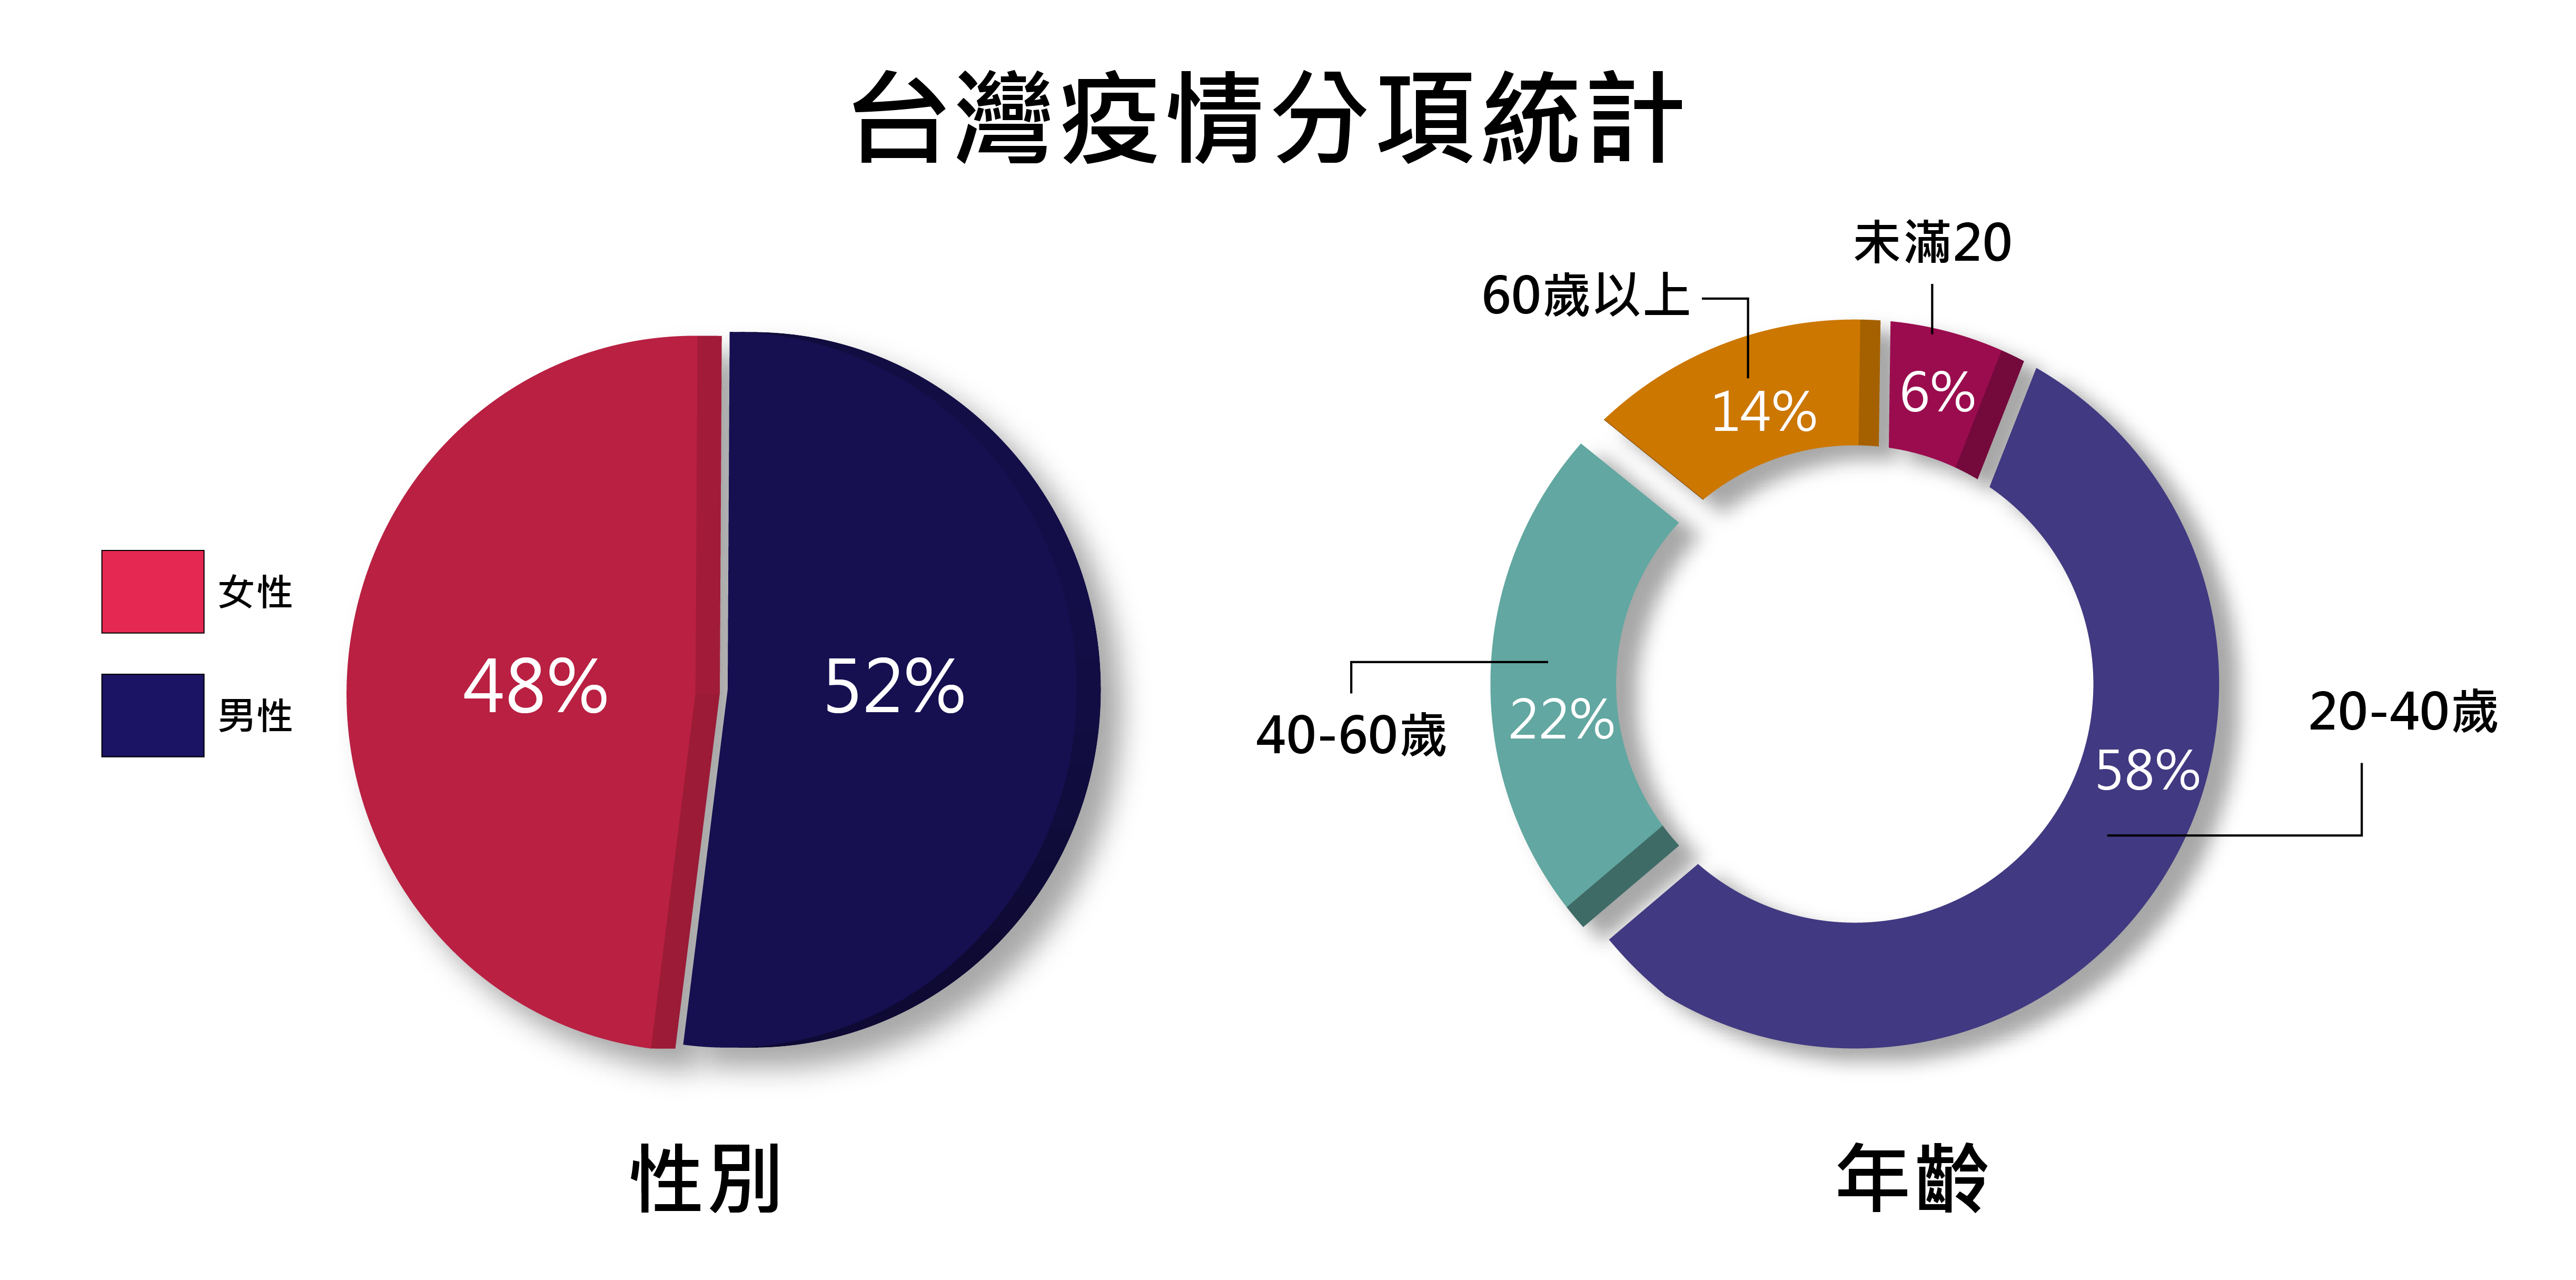 台灣疫情分項統計
女性
男性
48%
52%
性別
未滿20
60歲以上
6%
14%
40-60歲
22%
20-40歲
58%
年齡